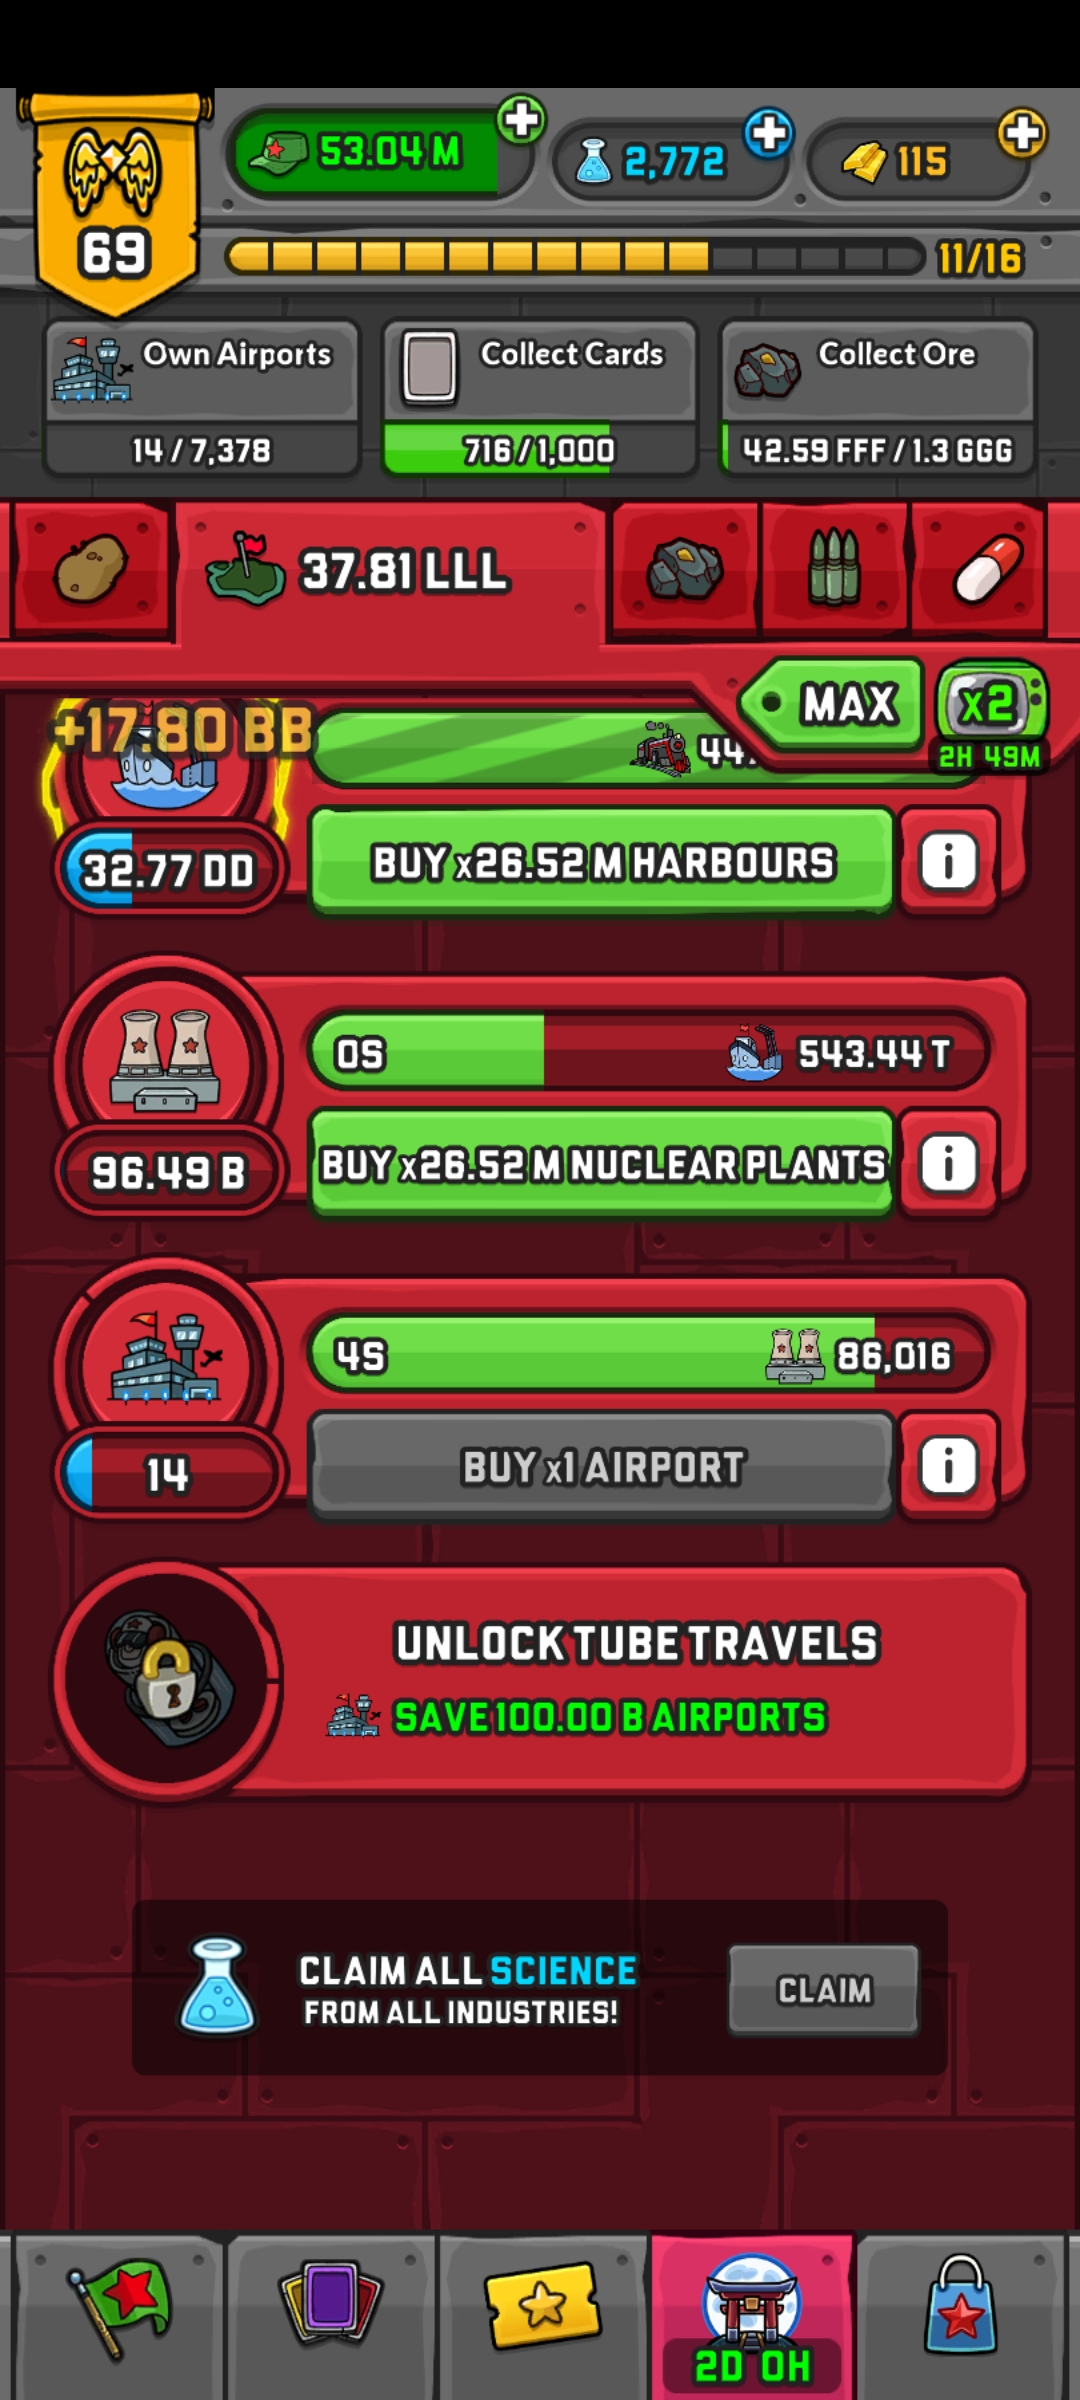 53.04 M
2,772
115
69
11/16
Own Airports
Collect Cards
Collect Ore
14 / 7,378
716 / 1,000
42.59 FFF / 1.3 GGG
37.81 LLL
MAX
x2
2H 49M
+17.80 BB
44.
32.77 DD
BUY x26.52 M HARBOURS
i
0S
543.44 T
96.49 B
BUY x26.52 M NUCLEAR PLANTS
i
4S
86,016
14
BUY x1 AIRPORT
i
UNLOCK TUBE TRAVELS
SAVE 100.00 B AIRPORTS
CLAIM ALL SCIENCE
FROM ALL INDUSTRIES!
CLAIM
2D 0H